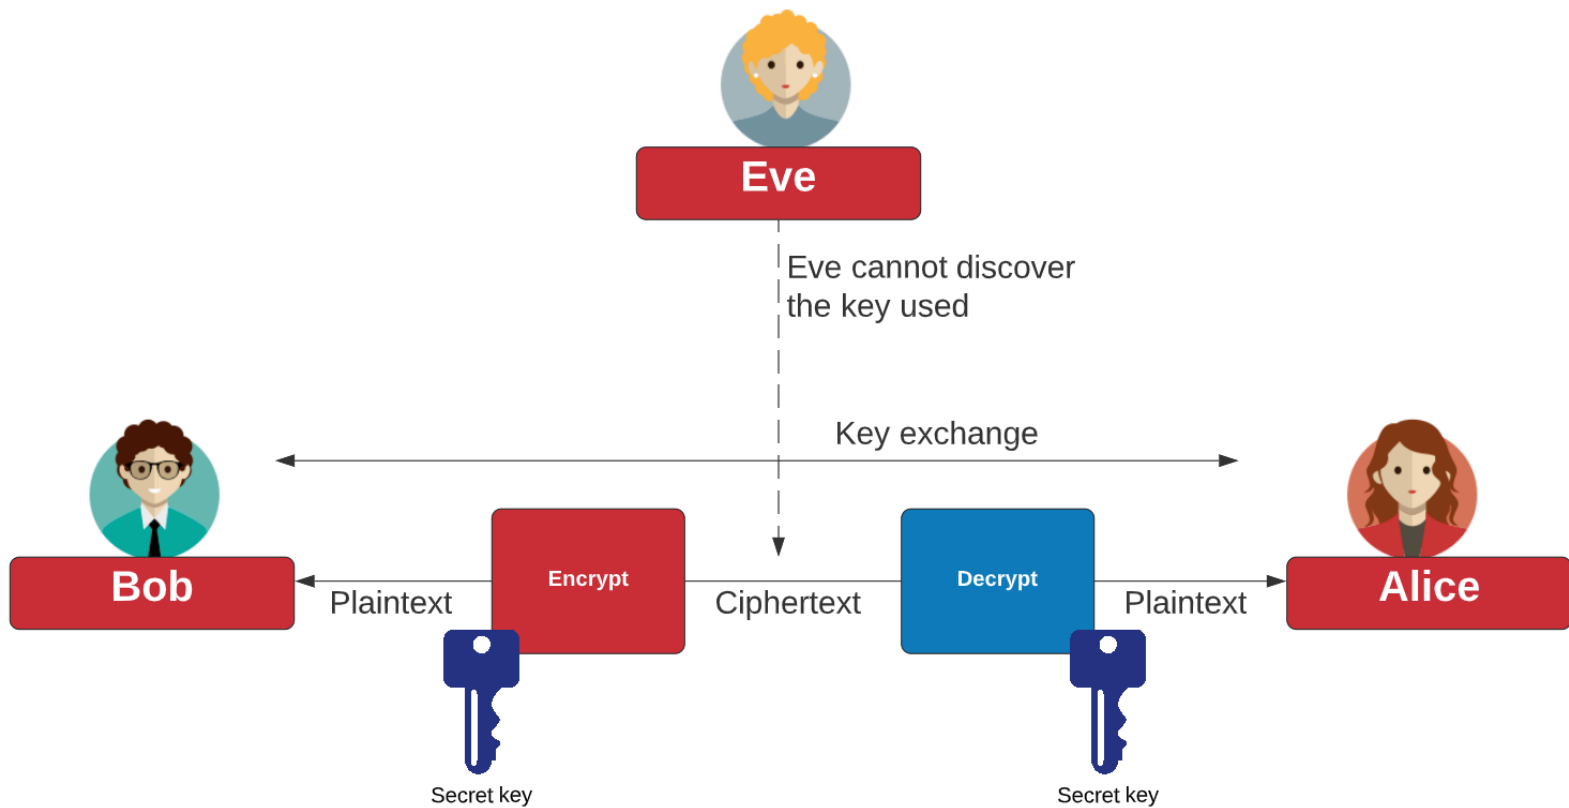 Eve
Eve cannot discover
the key used
Key exchange
Bob
Plaintext
Encrypt
Ciphertext
Decrypt
Plaintext
Alice
Secret key
Secret key